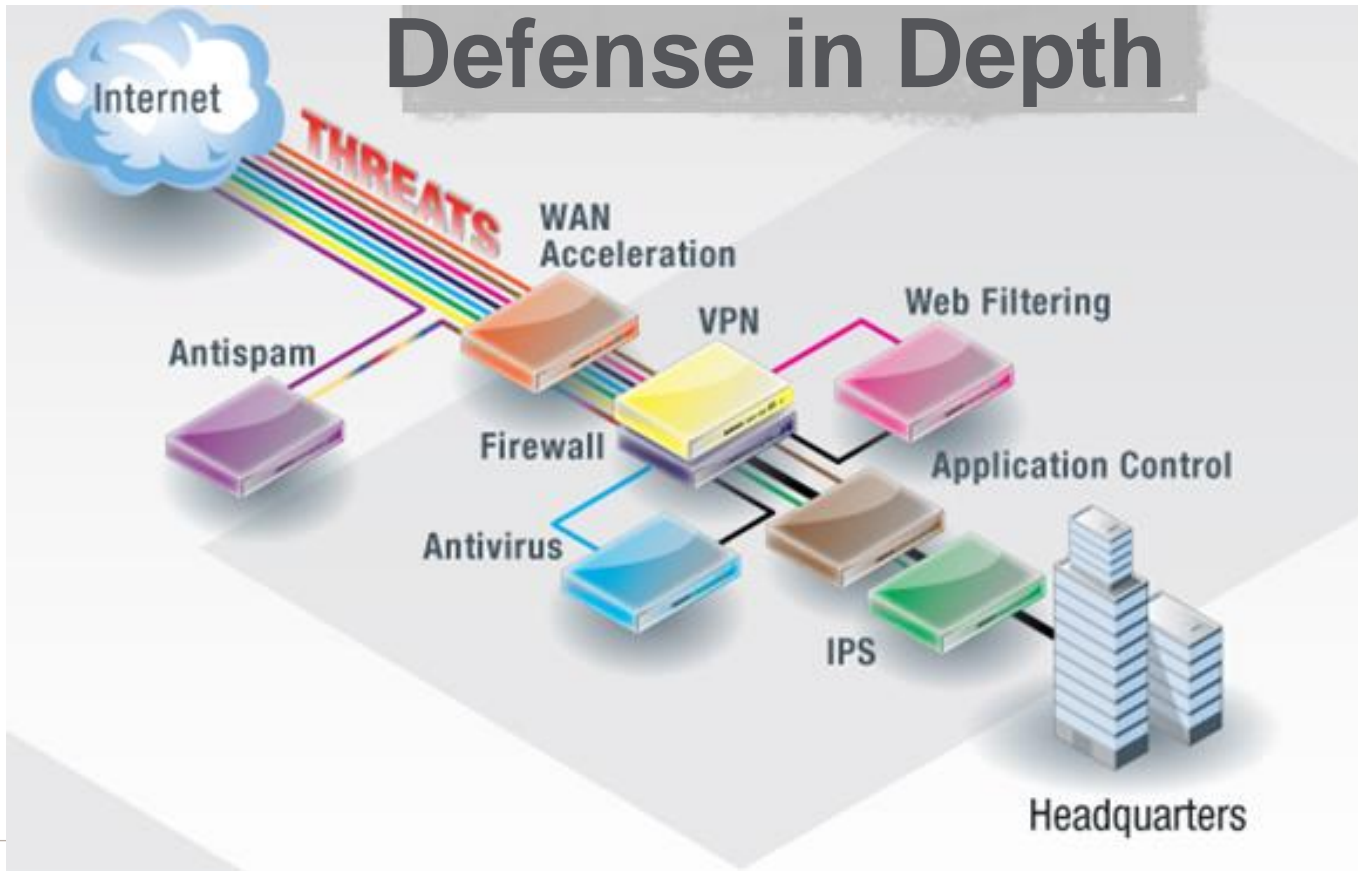 Defense in Depth
Internet
THREATS
WAN
Acceleration
VPN
Web Filtering
Antispam
Firewall
Application Control
Antivirus
IPS
Headquarters